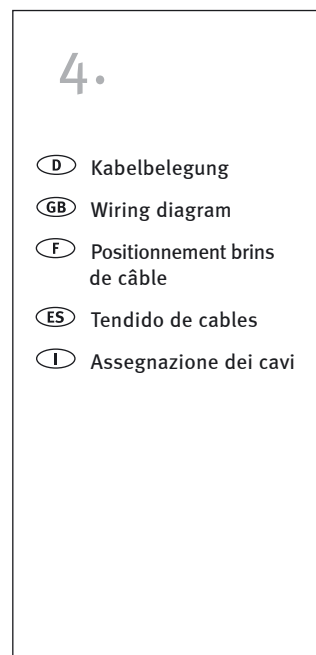 4.
D Kabelbelegung
GB Wiring diagram
F Positionnement brins
de câble
ES Tendido de cables
I Assegnazione dei cavi